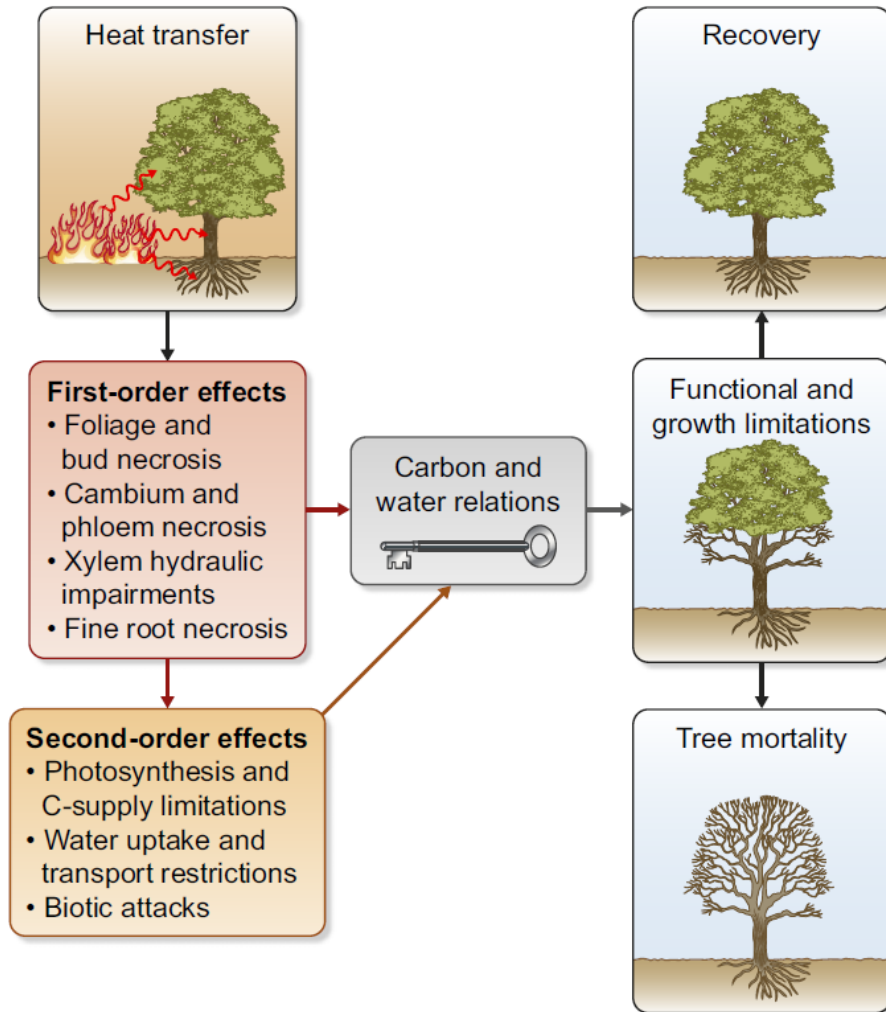 Heat transfer
First-order effects
• Foliage and
bud necrosis
• Cambium and
phloem necrosis
• Xylem hydraulic
impairments
• Fine root necrosis
Second-order effects
• Photosynthesis and
C-supply limitations
• Water uptake and
transport restrictions
• Biotic attacks
Carbon and
water relations
Recovery
Functional and
growth limitations
Tree mortality